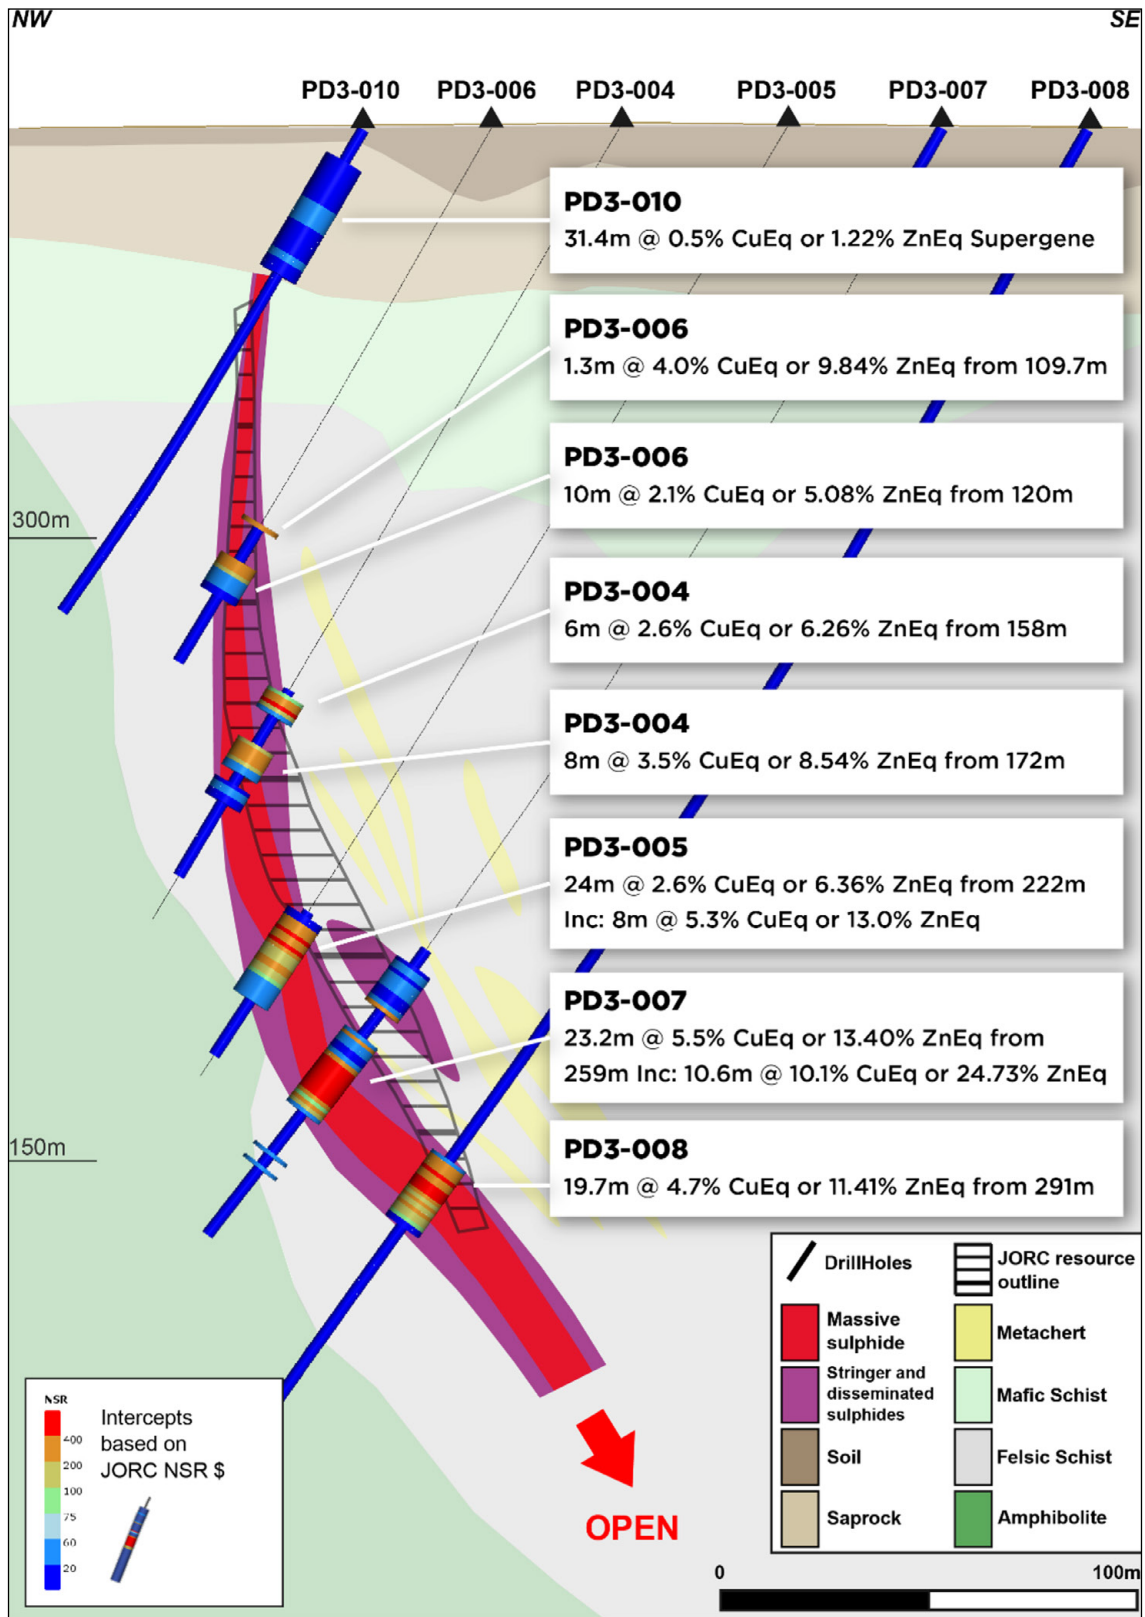 NW
SE
PD3-010
PD3-006
PD3-004
PD3-005
PD3-007
PD3-008
PD3-010
31.4m @ 0.5% CuEq or 1.22% ZnEq Supergene
PD3-006
1.3m @ 4.0% CuEq or 9.84% ZnEq from 109.7m
PD3-006
10m @ 2.1% CuEq or 5.08% ZnEq from 120m
300m
PD3-004
6m @ 2.6% CuEq or 6.26% ZnEq from 158m
PD3-004
8m @ 3.5% CuEq or 8.54% ZnEq from 172m
PD3-005
24m @ 2.6% CuEq or 6.36% ZnEq from 222m
Inc: 8m @ 5.3% CuEq or 13.0% ZnEq
PD3-007
23.2m @ 5.5% CuEq or 13.40% ZnEq from
259m Inc: 10.6m @ 10.1% CuEq or 24.73% ZnEq
150m
PD3-008
19.7m @ 4.7% CuEq or 11.41% ZnEq from 291m
DrillHoles
JORC resource
outline
Massive
sulphide
Metachert
Stringer and
disseminated
sulphides
Mafic Schist
Soil
Felsic Schist
Saprock
Amphibolite
NSR
400
200
100
75
60
20
Intercepts
based on
JORC NSR $
OPEN
0
100m